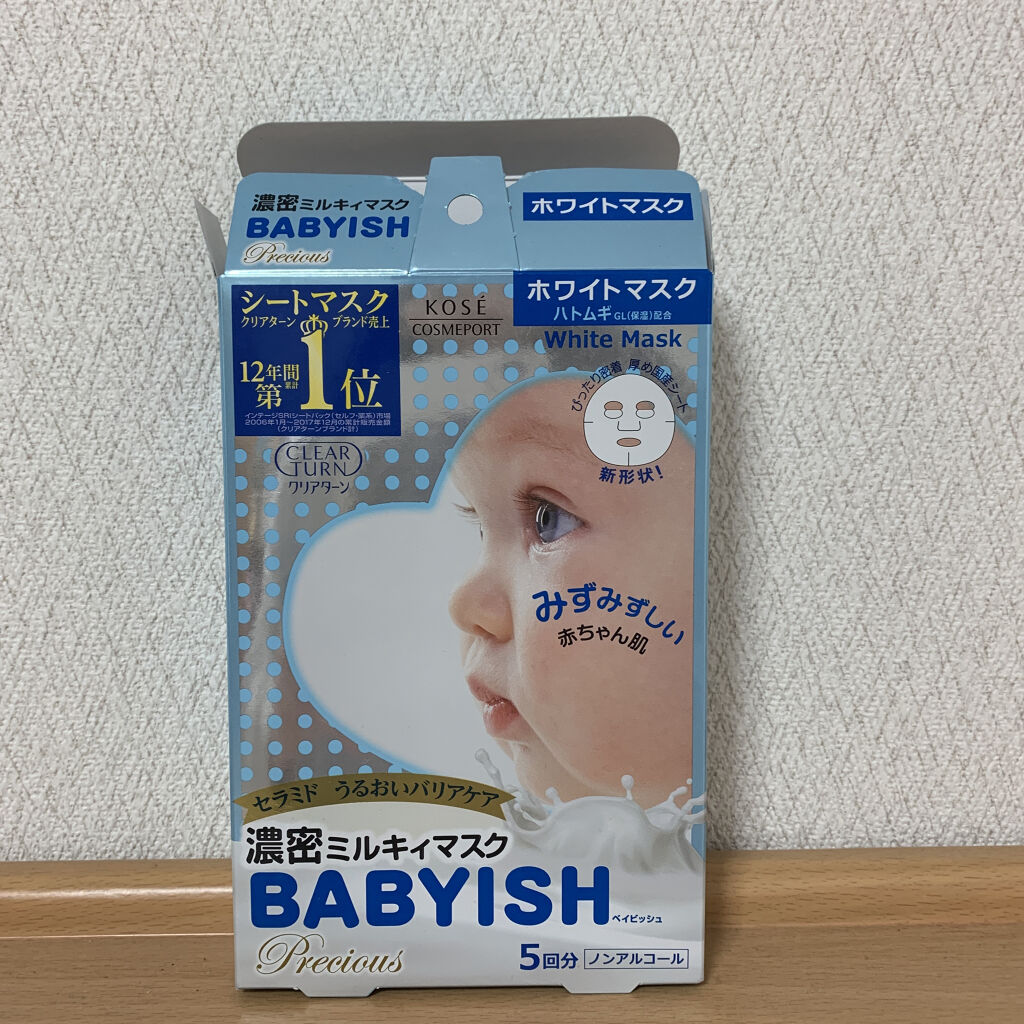 濃密ミルキィマスク
BABYISH
Precious
ホワイトマスク
シートマスク
クリアターン ブランド売上
12年間
累計
第1位
インテージSRIシートパック(セルフ・薬系)市場
2006年1月~2017年12月の累計販売金額
(クリアターンブランド計)
KOSÉ
COSMEPORT
ホワイトマスク
ハトムギGL(保湿)配合
White Mask
ぴったり密着 厚め国産シート
新形状!
CLEAR
TURN
クリアターン
みずみずしい
赤ちゃん肌
セラミド うるおいバリアケア
濃密ミルキィマスク
BABYISH
ベイビッシュ
Precious
5回分
ノンアルコール